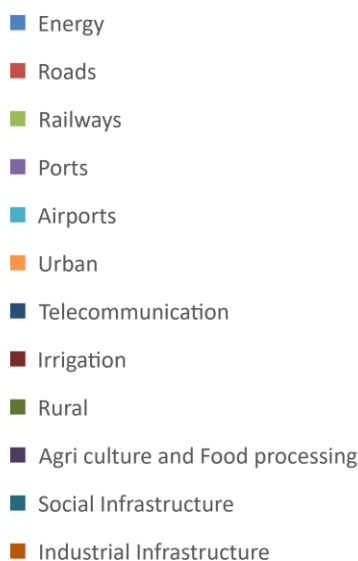 Energy
Roads
Railways
Ports
Airports
Urban
Telecommunication
Irrigation
Rural
Agri culture and Food processing
Social Infrastructure
Industrial Infrastructure